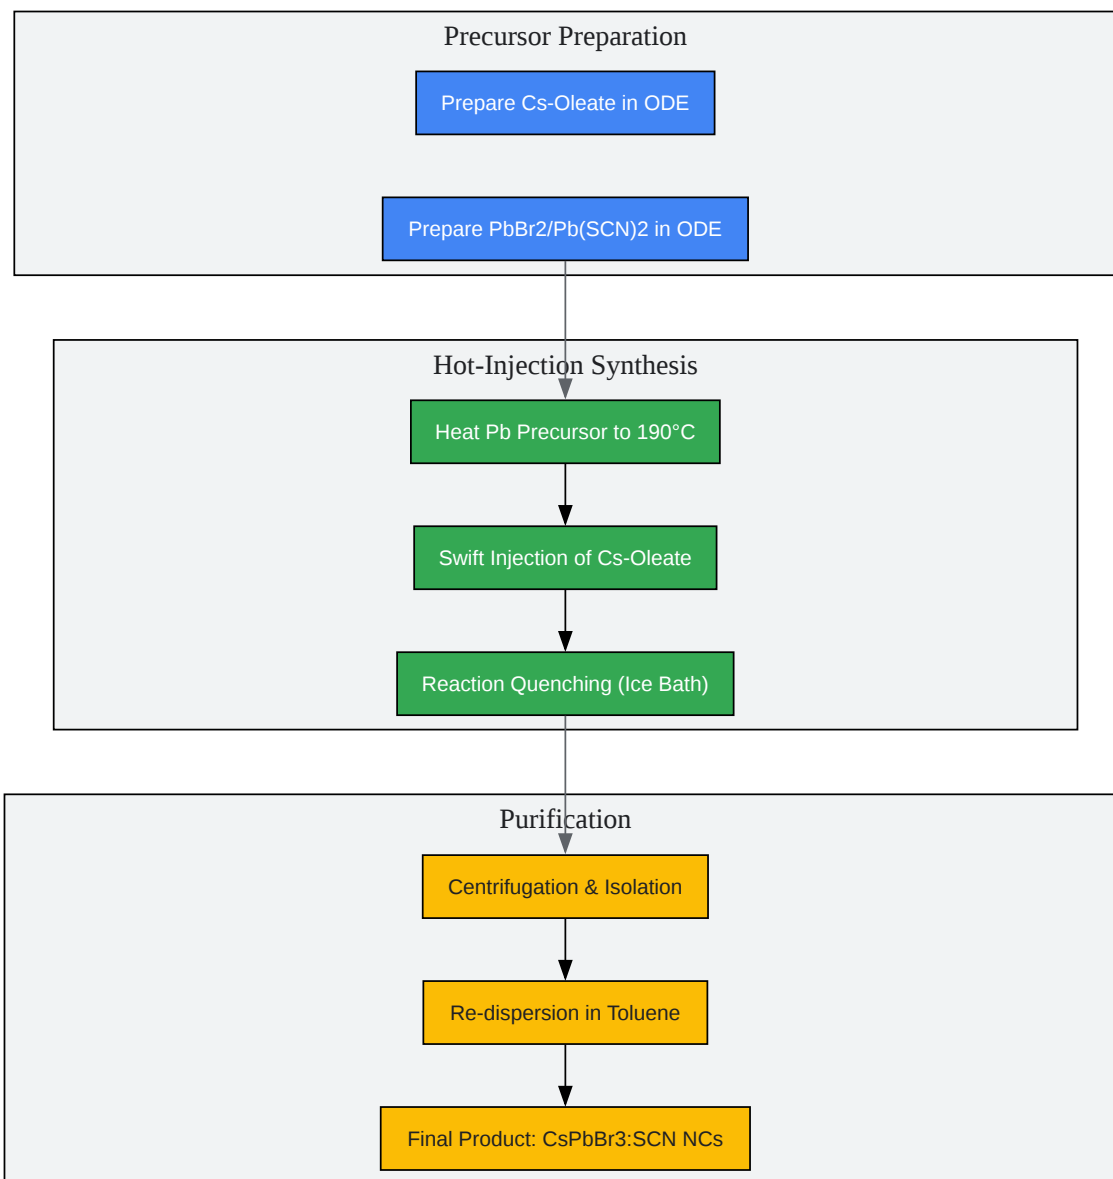 Precursor Preparation
Prepare Cs-Oleate in ODE
Prepare PbBr2/Pb(SCN)2 in ODE
Hot-Injection Synthesis
Heat Pb Precursor to 190°C
Swift Injection of Cs-Oleate
Reaction Quenching (Ice Bath)
Purification
Centrifugation & Isolation
Re-dispersion in Toluene
Final Product: CsPbBr3:SCN NCs